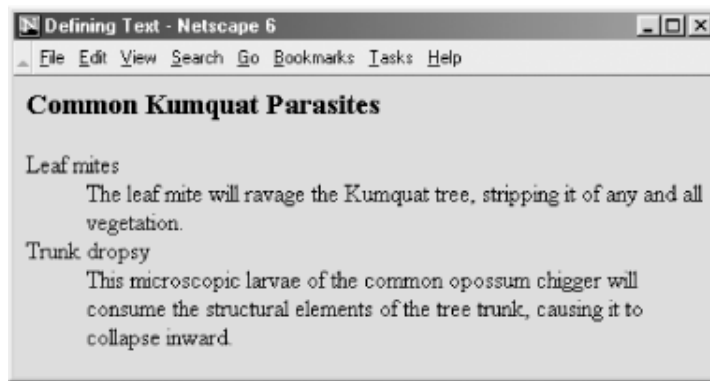 Defining Text - Netscape 6
File Edit View Search Go Bookmarks Tasks Help
Common Kumquat Parasites
Leaf mites
The leaf mite will ravage the Kumquat tree, stripping it of any and all
vegetation.
Trunk dropsy
This microscopic larvae of the common opossum chigger will
consume the structural elements of the tree trunk, causing it to
collapse inward.